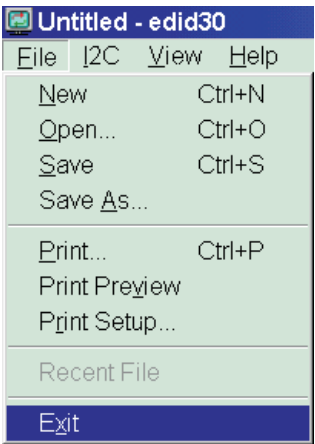 Untitled - edid30
File I2C View Help
New Ctrl+N
Open... Ctrl+O
Save Ctrl+S
Save As...
Print... Ctrl+P
Print Preview
Print Setup...
Recent File
Exit